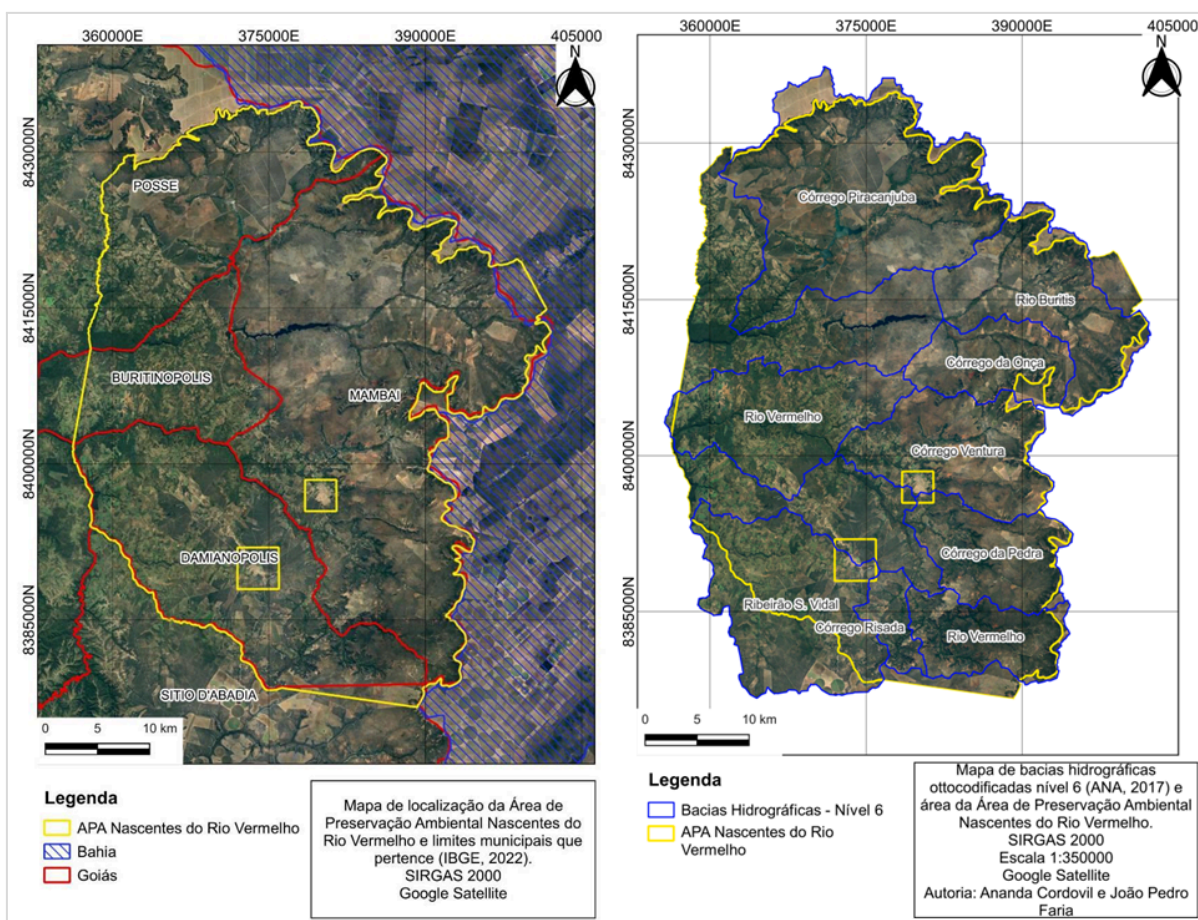 360000E 375000E 390000E 405000
N
8430000N
8415000N
8400000N
8385000N
POSSE
BURITINOPOLIS
MAMBAI
DAMIANOPOLIS
SITIO D'ABADIA
0 5 10 km
Legenda
APA Nascentes do Rio Vermelho
Bahia
Goiás
Mapa de localização da Área de
Preservação Ambiental Nascentes do
Rio Vermelho e limites municipais que
pertence (IBGE, 2022).
SIRGAS 2000
Google Satellite
360000E 375000E 390000E 405000
N
8430000N
8415000N
8400000N
8385000N
Córrego Piracanjuba
Rio Buritis
Córrego da Onça
Rio Vermelho
Córrego Ventura
Córrego da Pedra
Ribeirão S. Vidal
Córrego Risada
Rio Vermelho
0 5 10 km
Legenda
Bacias Hidrográficas - Nível 6
APA Nascentes do Rio
Vermelho
Mapa de bacias hidrográficas
ottocodificadas nível 6 (ANA, 2017) e
área da Área de Preservação Ambiental
Nascentes do Rio Vermelho.
SIRGAS 2000
Escala 1:350000
Google Satellite
Autoria: Ananda Cordovil e João Pedro
Faria